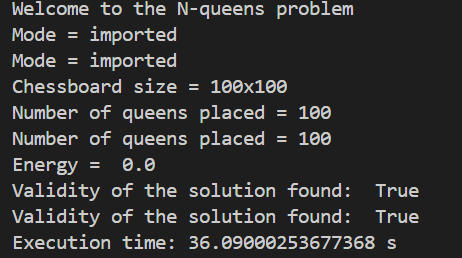 Welcome to the N-queens problem
Mode = imported
Mode = imported
Chessboard size = 100x100
Number of queens placed = 100
Number of queens placed = 100
Energy =  0.0
Validity of the solution found:  True
Validity of the solution found:  True
Execution time: 36.09000253677368 s